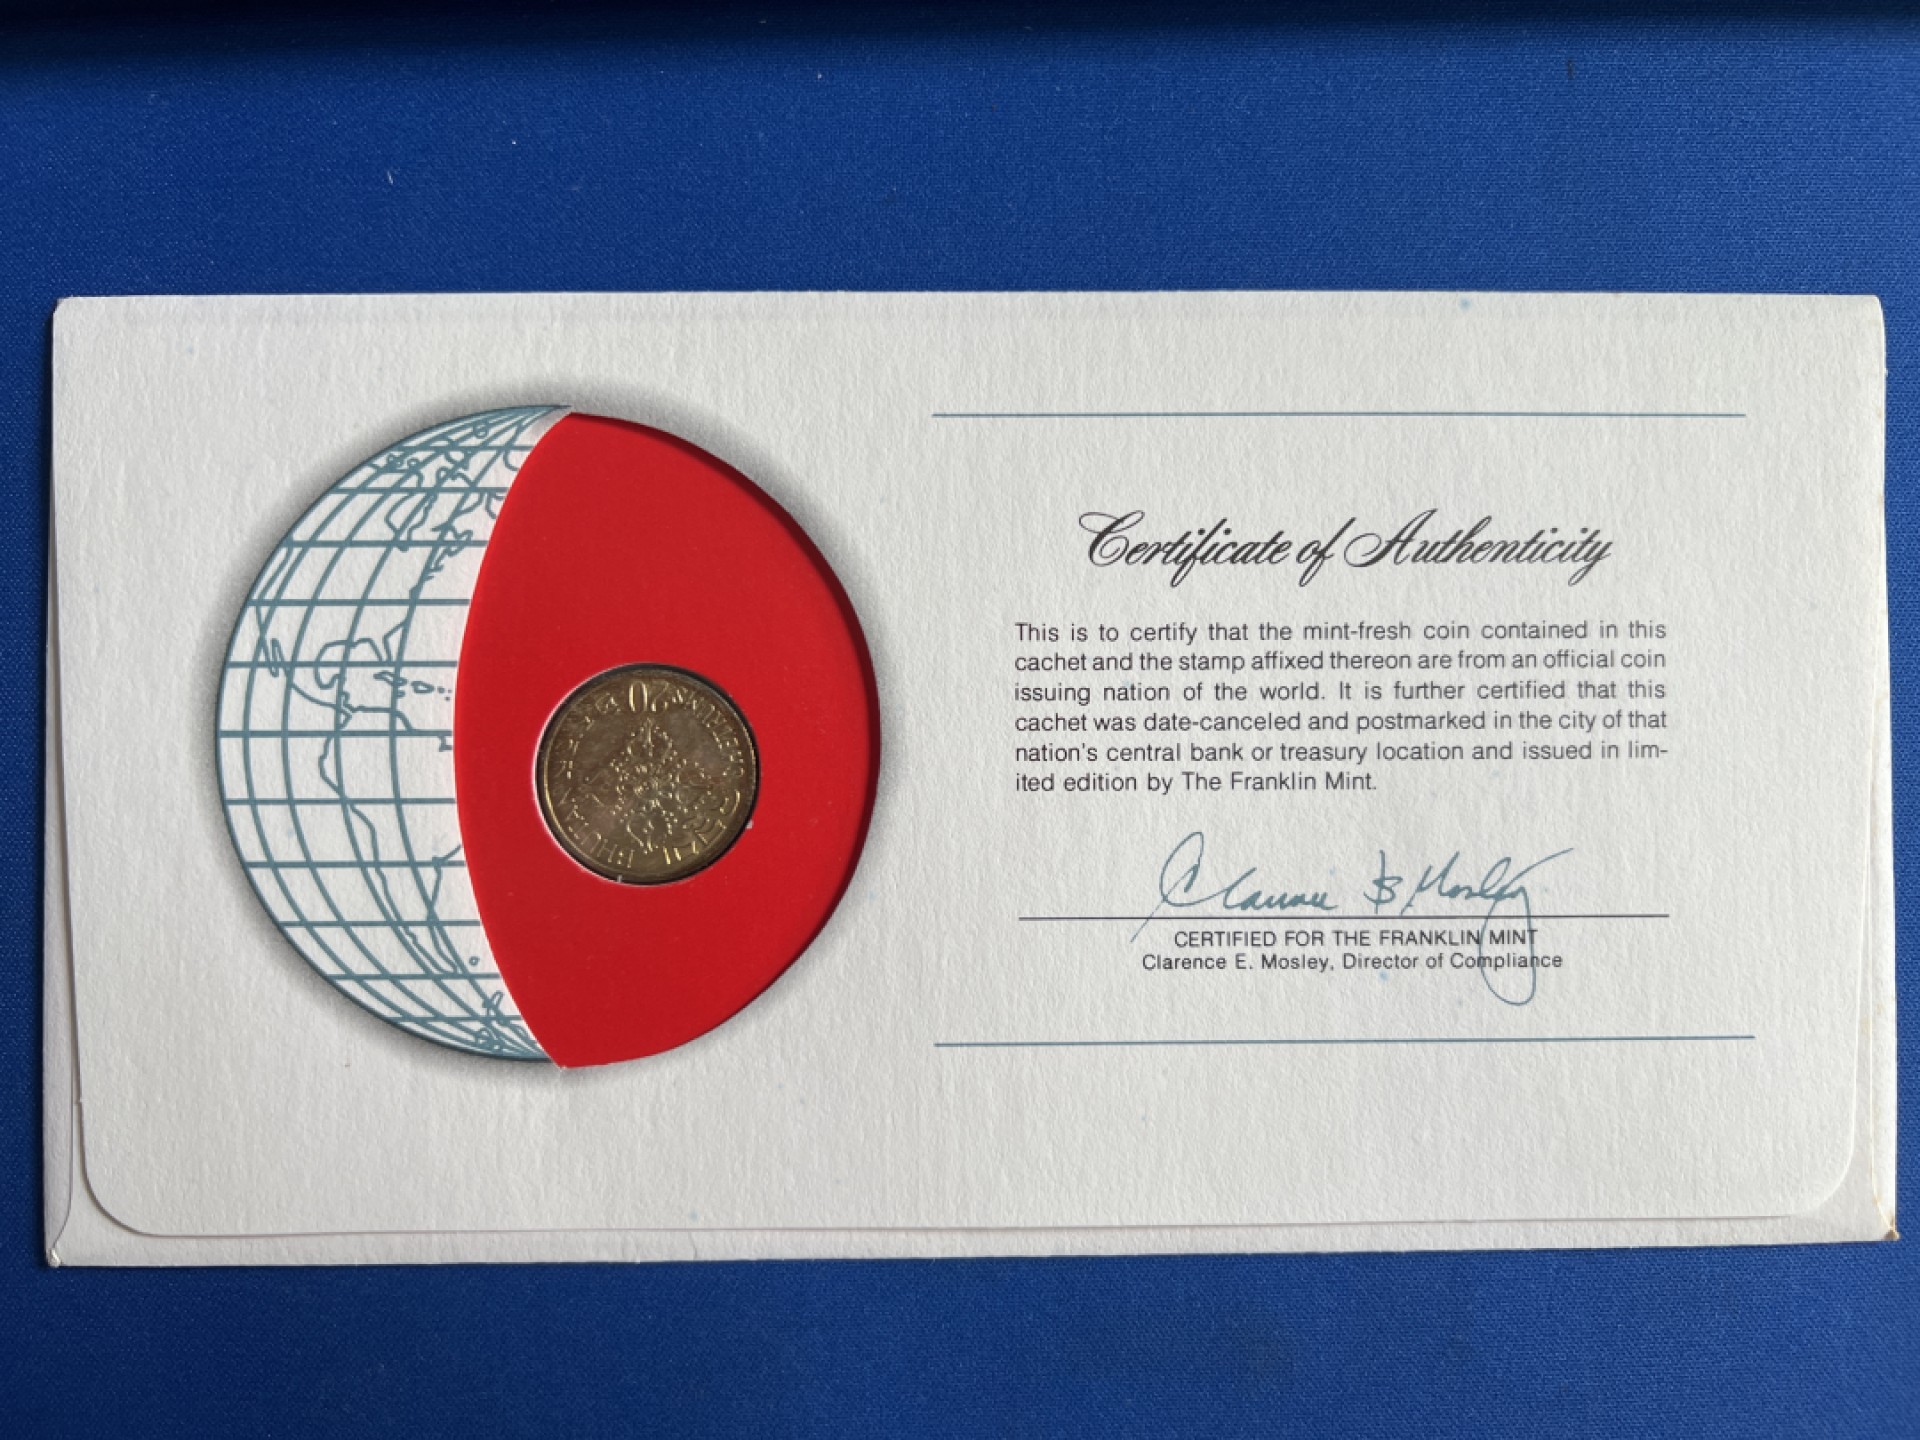 Certificate of Authenticity
This is to certify that the mint-fresh coin contained in this
cachet and the stamp affixed thereon are from an official coin
issuing nation of the world. It is further certified that this
cachet was date-canceled and postmarked in the city of that
nation's central bank or treasury location and issued in lim-
ited edition by The Franklin Mint.
CERTIFIED FOR THE FRANKLIN MINT
Clarence E. Mosley, Director of Compliance
BHUTAN
20